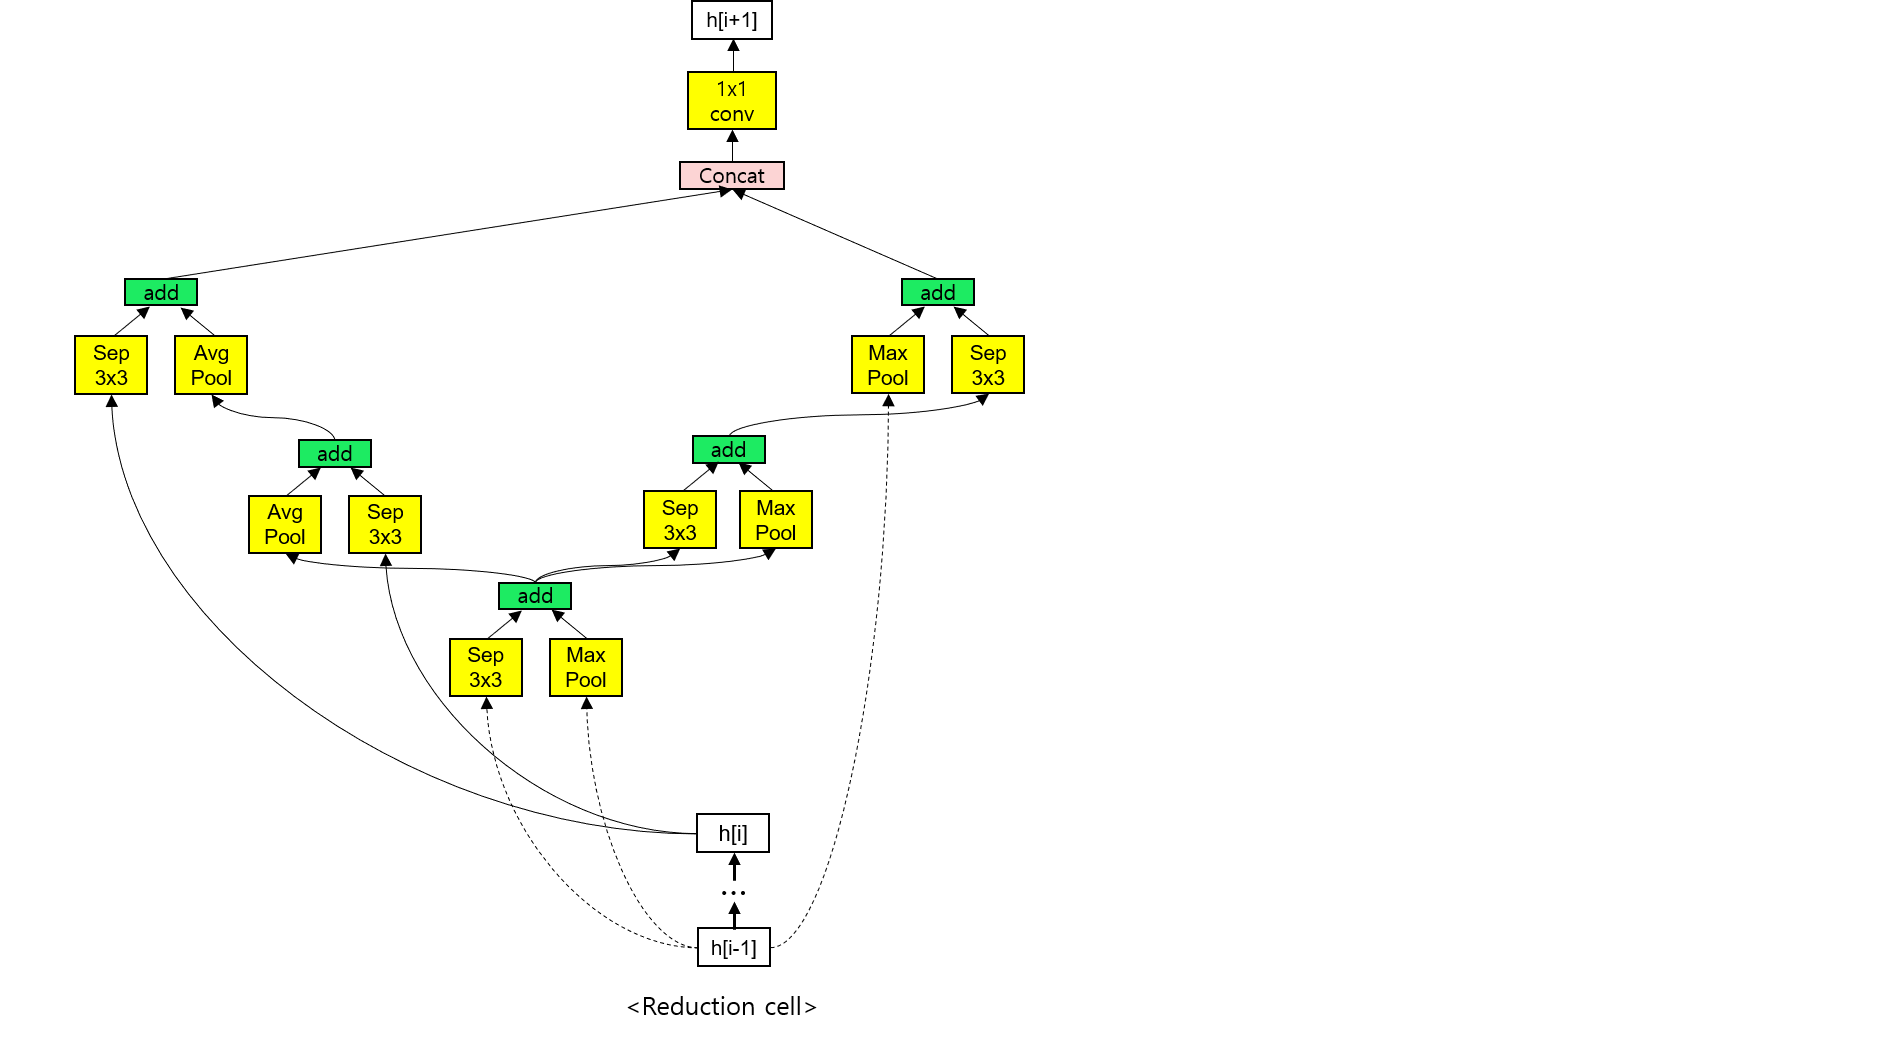 h[i+1]
1x1
conv
Concat
add
add
Sep
3x3
Avg
Pool
Max
Pool
Sep
3x3
add
add
Avg
Pool
Sep
3x3
Sep
3x3
Max
Pool
add
Sep
3x3
Max
Pool
h[i]
...
h[i-1]
<Reduction cell>